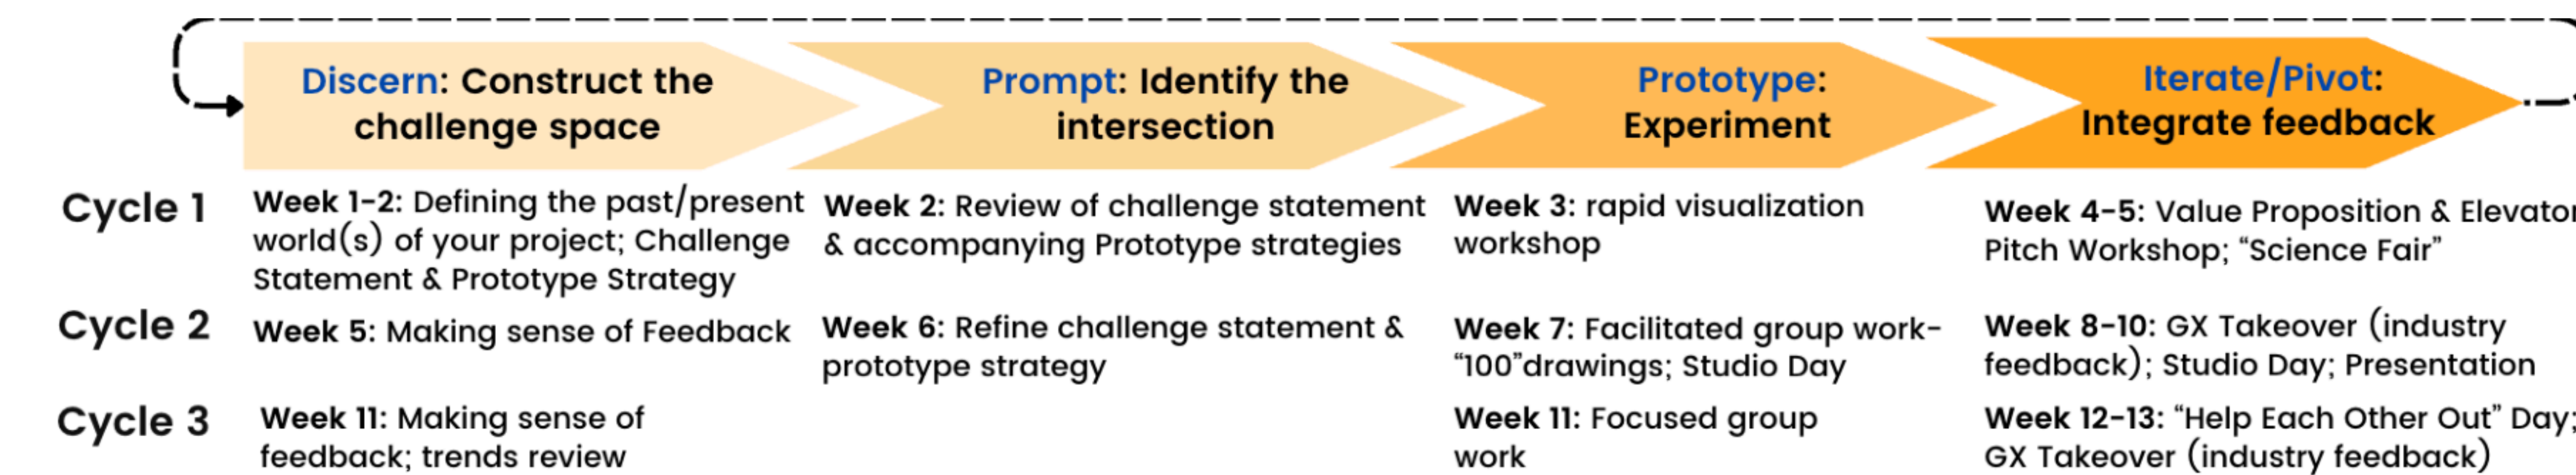 Discern: Construct the
challenge space
Prompt: Identify the
intersection
Prototype:
Experiment
Iterate/Pivot:
Integrate feedback
Cycle 1
Week 1-2: Defining the past/present
world(s) of your project; Challenge
Statement & Prototype Strategy
Week 2: Review of challenge statement
& accompanying Prototype strategies
Week 3: rapid visualization
workshop
Week 4-5: Value Proposition & Elevato
Pitch Workshop; “Science Fair”
Cycle 2
Week 5: Making sense of Feedback
Week 6: Refine challenge statement &
prototype strategy
Week 7: Facilitated group work-
“100”drawings; Studio Day
Week 8-10: GX Takeover (industry
feedback); Studio Day; Presentation
Cycle 3
Week 11: Making sense of
feedback; trends review
Week 11: Focused group
work
Week 12-13: “Help Each Other Out” Day;
GX Takeover (industry feedback)